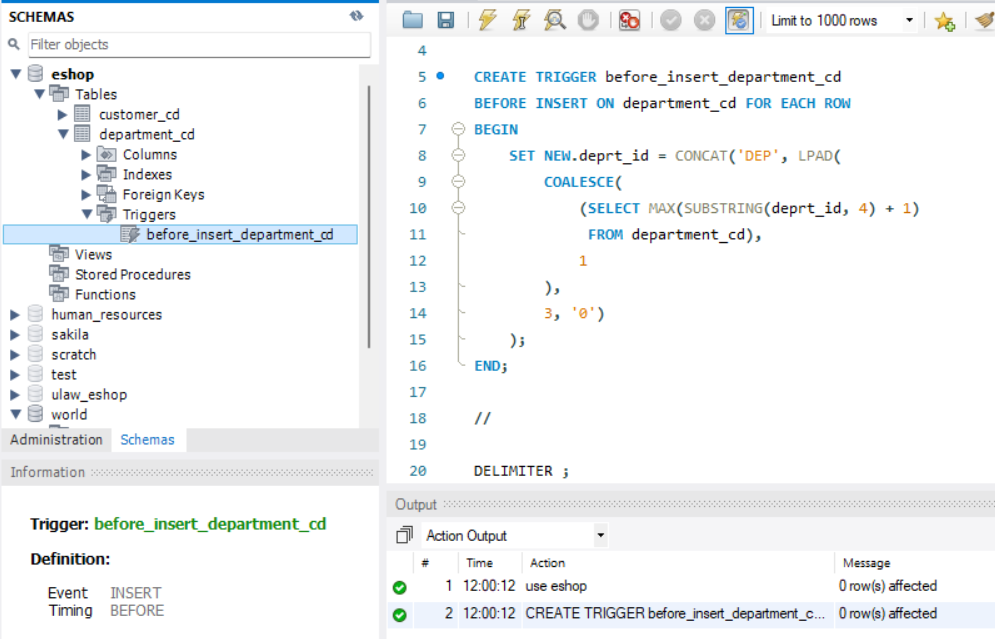 SCHEMAS
Filter objects
eshop
Tables
customer_cd
department_cd
Columns
Indexes
Foreign Keys
Triggers
before_insert_department_cd
Views
Stored Procedures
Functions
human_resources
sakila
scratch
test
ulaw_eshop
world
Administration Schemas
Information
Trigger: before_insert_department_cd
Definition:
Event INSERT
Timing BEFORE
Limit to 1000 rows
4
5 CREATE TRIGGER before_insert_department_cd
6 BEFORE INSERT ON department_cd FOR EACH ROW
7 BEGIN
8 SET NEW.deprt_id = CONCAT('DEP', LPAD(
9 COALESCE(
10 (SELECT MAX(SUBSTRING(deprt_id, 4) + 1)
11 FROM department_cd),
12 1
13 ),
14 3, '0')
15 );
16 END;
17
18 //
19
20 DELIMITER ;
Output
Action Output
# Time Action Message
1 12:00:12 use eshop 0 row(s) affected
2 12:00:12 CREATE TRIGGER before_insert_department_c... 0 row(s) affected